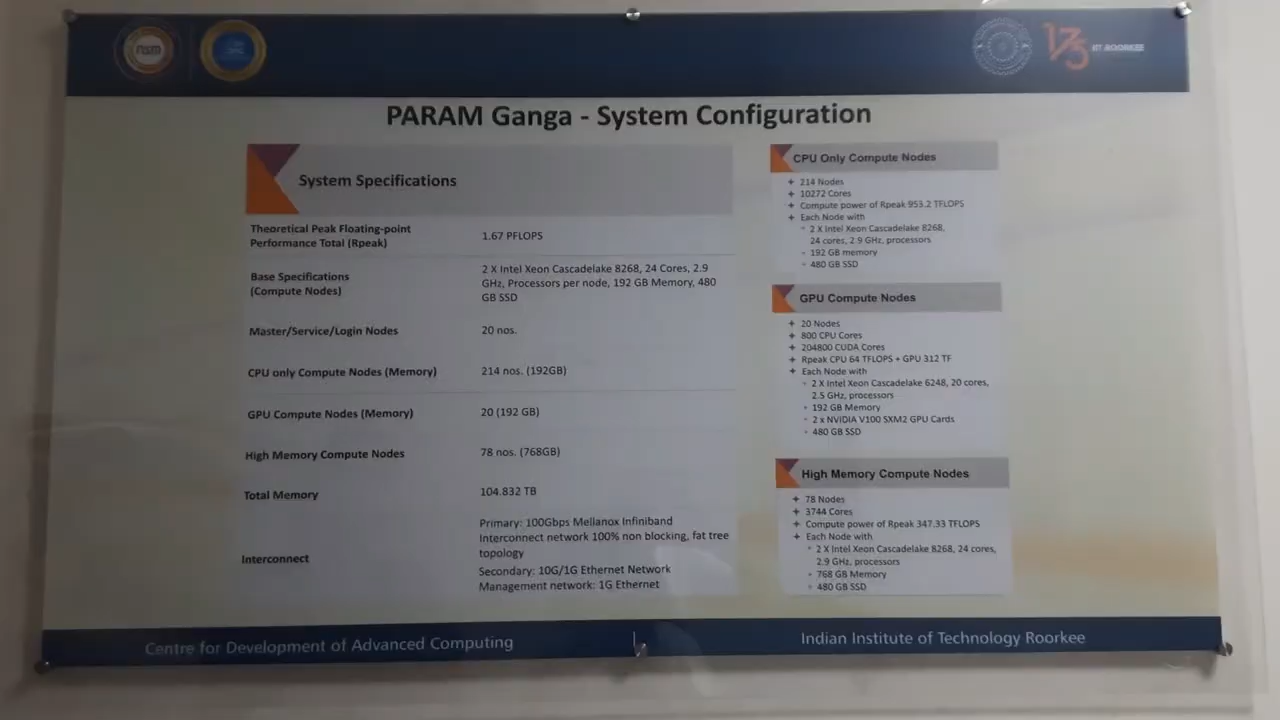 nsm
175
IIT ROORKEE
PARAM Ganga - System Configuration
System Specifications
Theoretical Peak Floating-point
Performance Total (Rpeak)
1.67 PFLOPS
Base Specifications
(Compute Nodes)
2 X Intel Xeon Cascadelake 8268, 24 Cores, 2.9
GHz, Processors per node, 192 GB Memory, 480
GB SSD
Master/Service/Login Nodes
20 nos.
CPU only Compute Nodes (Memory)
214 nos. (192GB)
GPU Compute Nodes (Memory)
20 (192 GB)
High Memory Compute Nodes
78 nos. (768GB)
Total Memory
104.832 TB
Interconnect
Primary: 100Gbps Mellanox Infiniband
Interconnect network 100% non blocking, fat tree
topology
Secondary: 10G/1G Ethernet Network
Management network: 1G Ethernet
CPU Only Compute Nodes
+ 214 Nodes
+ 10272 Cores
+ Compute power of Rpeak 953.2 TFLOPS
+ Each Node with
◦ 2 X Intel Xeon Cascadelake 8268,
24 cores, 2.9 GHz, processors
◦ 192 GB memory
◦ 480 GB SSD
GPU Compute Nodes
+ 20 Nodes
+ 800 CPU Cores
+ 204800 CUDA Cores
+ Rpeak CPU 64 TFLOPS + GPU 312 TF
+ Each Node with
◦ 2 X Intel Xeon Cascadelake 6248, 20 cores,
2.5 GHz, processors
◦ 192 GB Memory
◦ 2 x NVIDIA V100 SXM2 GPU Cards
◦ 480 GB SSD
High Memory Compute Nodes
+ 78 Nodes
+ 3744 Cores
+ Compute power of Rpeak 347.33 TFLOPS
+ Each Node with
◦ 2 X Intel Xeon Cascadelake 8268, 24 cores,
2.9 GHz, processors
◦ 768 GB Memory
◦ 480 GB SSD
Centre for Development of Advanced Computing
Indian Institute of Technology Roorkee